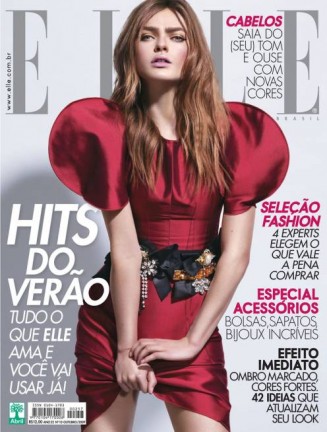 ELLE
BRASIL
www.elle.com.br
CABELOS
SAIA DO
(SEU) TOM
E OUSE
COM
NOVAS
CORES
HITS
DO
VERÃO
TUDO O
QUE ELLE
AMA E
VOCÊ VAI
USAR JÁ!
SELEÇÃO
FASHION
4 EXPERTS
ELEGEM O
QUE VALE
A PENA
COMPRAR
ESPECIAL
ACESSÓRIOS
BOLSAS, SAPATOS,
BIJOUX INCRÍVEIS
EFEITO
IMEDIATO
OMBRO MARCADO,
CORES FORTES.
42 IDEIAS QUE
ATUALIZAM
SEU LOOK
Abril